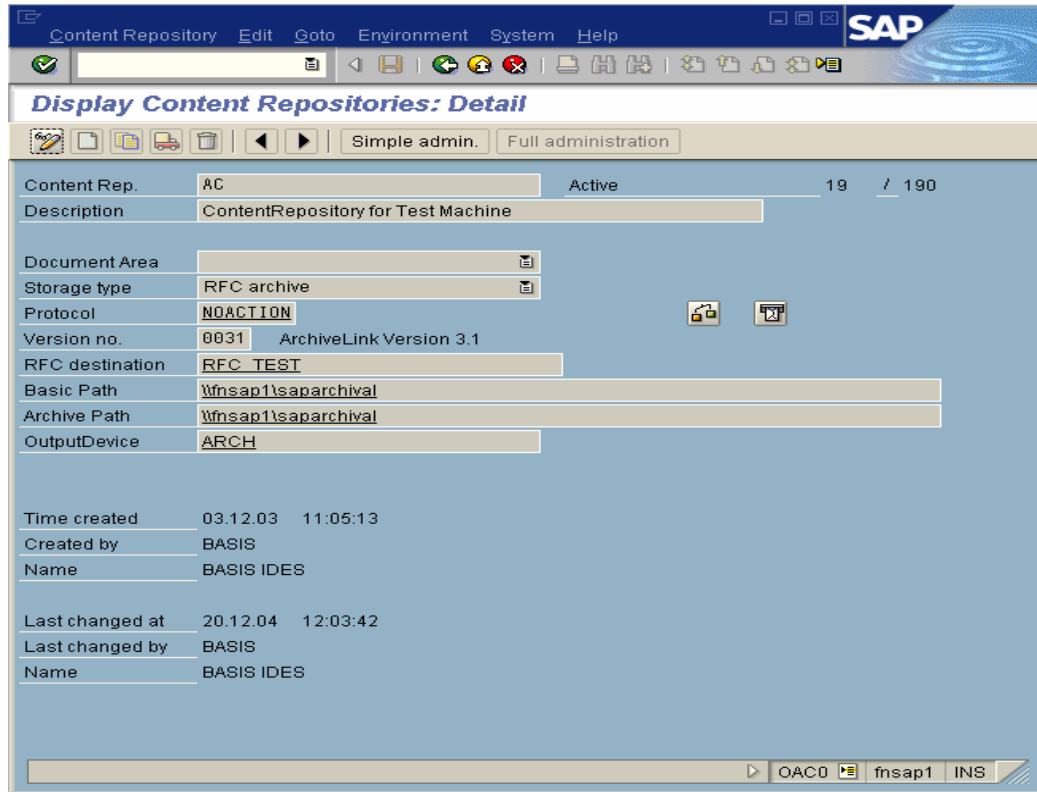 Content Repository Edit Goto Environment System Help
SAP
Display Content Repositories: Detail
Simple admin. Full administration
Content Rep. AC Active 19 / 190
Description ContentRepository for Test Machine
Document Area
Storage type RFC archive
Protocol NOACTION
Version no. 0031 ArchiveLink Version 3.1
RFC destination RFC_TEST
Basic Path \\fnsap1\saparchival
Archive Path \\fnsap1\saparchival
OutputDevice ARCH
Time created 03.12.03 11:05:13
Created by BASIS
Name BASIS IDES
Last changed at 20.12.04 12:03:42
Last changed by BASIS
Name BASIS IDES
OAC0 fnsap1 INS